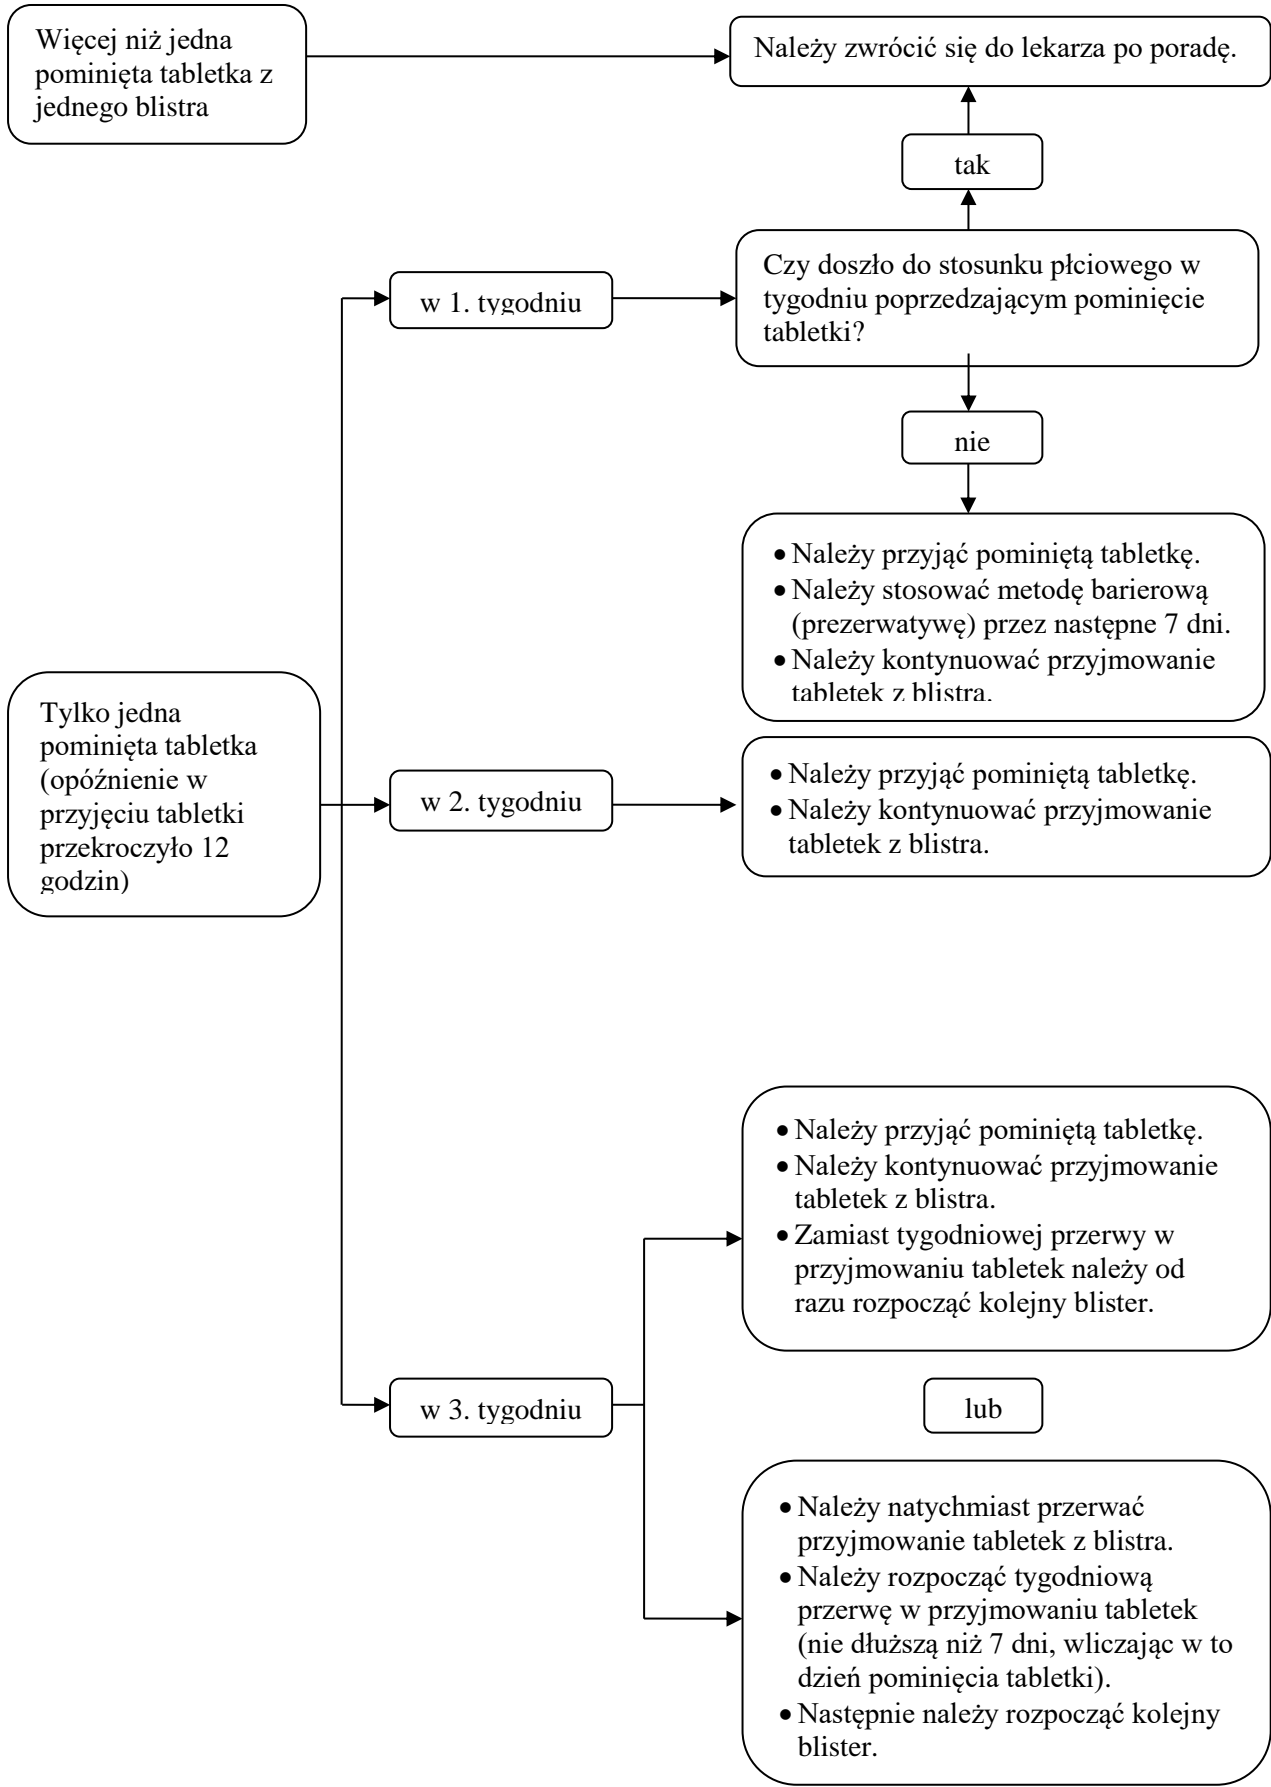 Więcej niż jedna
pominięta tabletka z
jednego blistra
Należy zwrócić się do lekarza po poradę.
tak
Czy doszło do stosunku płciowego w
tygodniu poprzedzającym pominięcie
tabletki?
w 1. tygodniu
nie
• Należy przyjąć pominiętą tabletkę.
• Należy stosować metodę barierową
(prezerwatywę) przez następne 7 dni.
• Należy kontynuować przyjmowanie
tabletek z blistra.
Tylko jedna
pominięta tabletka
(opóźnienie w
przyjęciu tabletki
przekroczyło 12
godzin)
w 2. tygodniu
• Należy przyjąć pominiętą tabletkę.
• Należy kontynuować przyjmowanie
tabletek z blistra.
• Należy przyjąć pominiętą tabletkę.
• Należy kontynuować przyjmowanie
tabletek z blistra.
• Zamiast tygodniowej przerwy w
przyjmowaniu tabletek należy od
razu rozpocząć kolejny blister.
w 3. tygodniu
lub
• Należy natychmiast przerwać
przyjmowanie tabletek z blistra.
• Należy rozpocząć tygodniową
przerwę w przyjmowaniu tabletek
(nie dłuższą niż 7 dni, wliczając w to
dzień pominięcia tabletki).
• Następnie należy rozpocząć kolejny
blister.